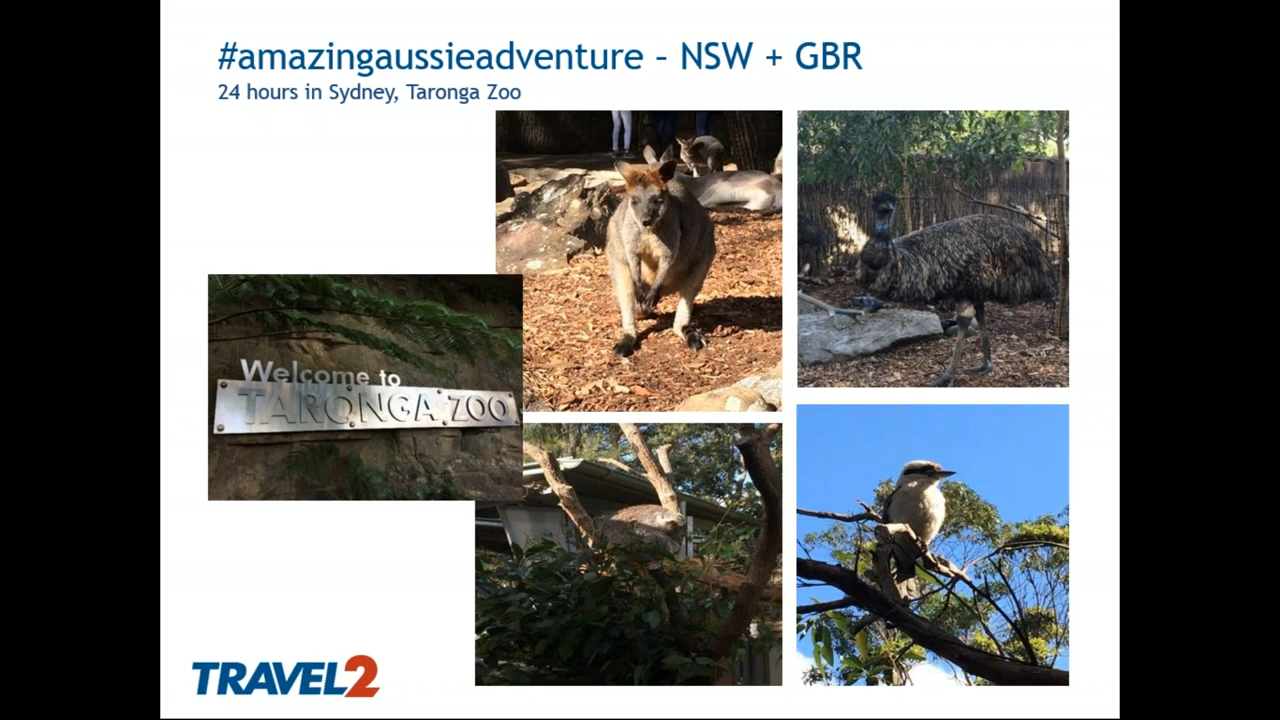 #amazingaussieadventure – NSW + GBR
24 hours in Sydney, Taronga Zoo
Welcome to
TARONGA ZOO
TRAVEL2